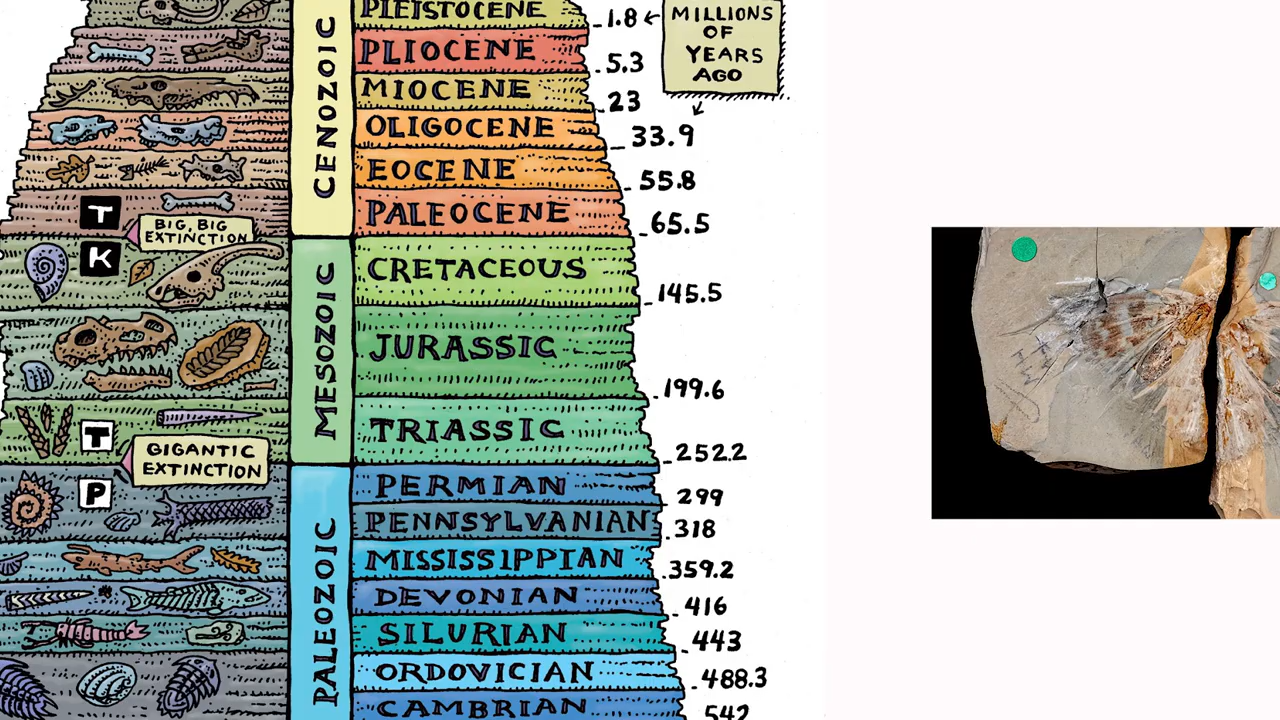 PLEISTOCENE
1.8
MILLIONS
OF
YEARS
AGO
PLIOCENE
5.3
MIOCENE
23
OLIGOCENE
33.9
EOCENE
55.8
PALEOCENE
65.5
CENOZOIC
T
BIG, BIG
EXTINCTION
K
CRETACEOUS
145.5
JURASSIC
199.6
TRIASSIC
252.2
MESOZOIC
T
GIGANTIC
EXTINCTION
P
PERMIAN
299
PENNSYLVANIAN
318
MISSISSIPPIAN
359.2
DEVONIAN
416
SILURIAN
443
ORDOVICIAN
488.3
CAMBRIAN
542
PALEOZOIC